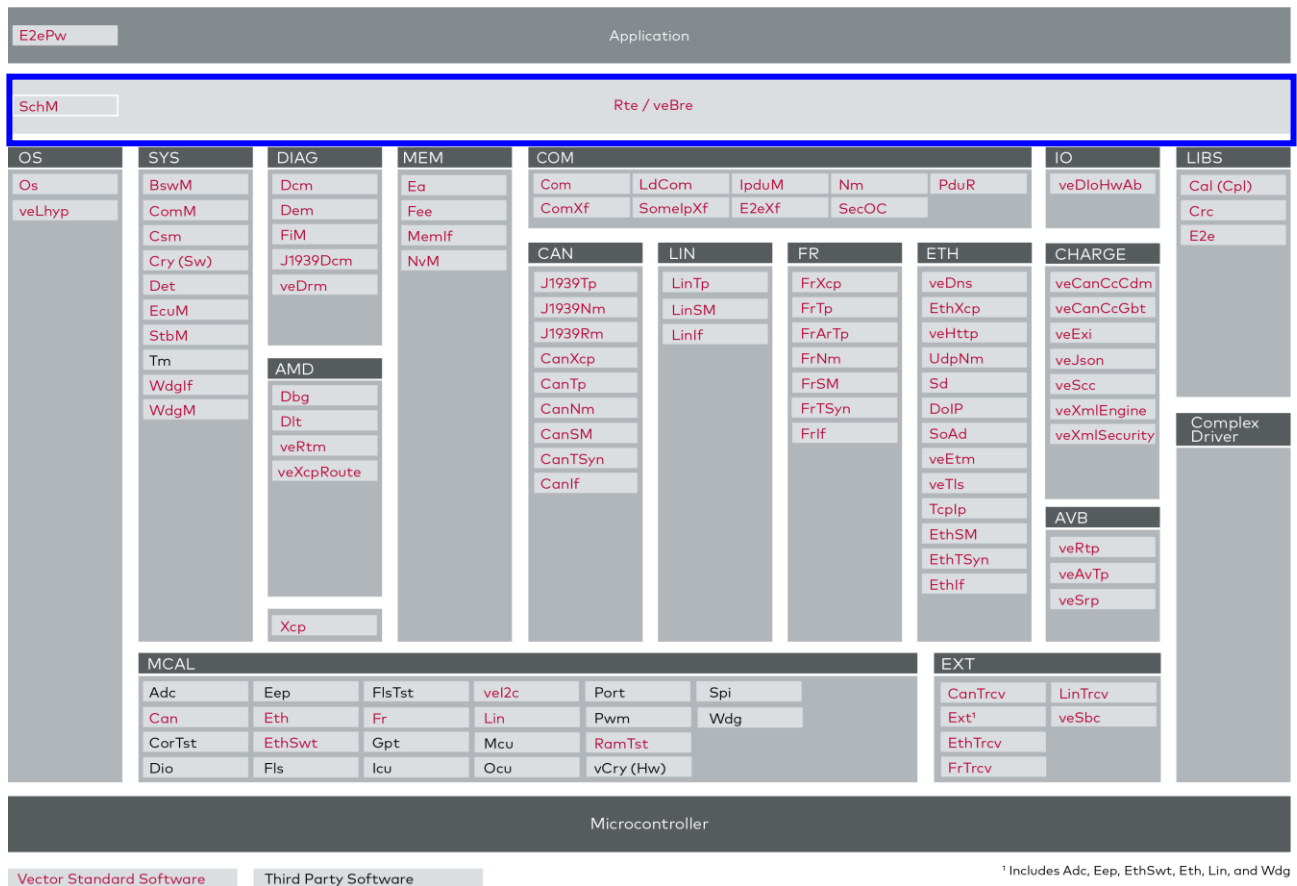 E2ePw
Application
SchM
Rte / veBre
OS
Os
veLhyp
SYS
BswM
ComM
Csm
Cry (Sw)
Det
EcuM
StbM
Tm
WdgIf
WdgM
DIAG
Dcm
Dem
FiM
J1939Dcm
veDrm
AMD
Dbg
Dlt
veRtm
veXcpRoute
Xcp
MEM
Ea
Fee
MemIf
NvM
COM
Com
LdCom
IpduM
Nm
PduR
ComXf
SomeIpXf
E2eXf
SecOC
CAN
J1939Tp
J1939Nm
J1939Rm
CanXcp
CanTp
CanNm
CanSM
CanTSyn
CanIf
LIN
LinTp
LinSM
LinIf
FR
FrXcp
FrTp
FrArTp
FrNm
FrSM
FrTSyn
FrIf
ETH
veDns
EthXcp
veHttp
UdpNm
Sd
DoIP
SoAd
veEtm
veTls
TcpIp
EthSM
EthTSyn
EthIf
IO
veDIoHwAb
CHARGE
veCanCcCdm
veCanCcGbt
veExi
veJson
veScc
veXmlEngine
veXmlSecurity
AVB
veRtp
veAvTp
veSrp
LIBS
Cal (Cpl)
Crc
E2e
Complex
Driver
MCAL
Adc
Eep
FlsTst
veI2c
Port
Spi
Can
Eth
Fr
Lin
Pwm
Wdg
CorTst
EthSwt
Gpt
Mcu
RamTst
Dio
Fls
Icu
Ocu
vCry (Hw)
EXT
CanTrcv
LinTrcv
Ext¹
veSbc
EthTrcv
FrTrcv
Microcontroller
Vector Standard Software
Third Party Software
¹ Includes Adc, Eep, EthSwt, Eth, Lin, and Wdg